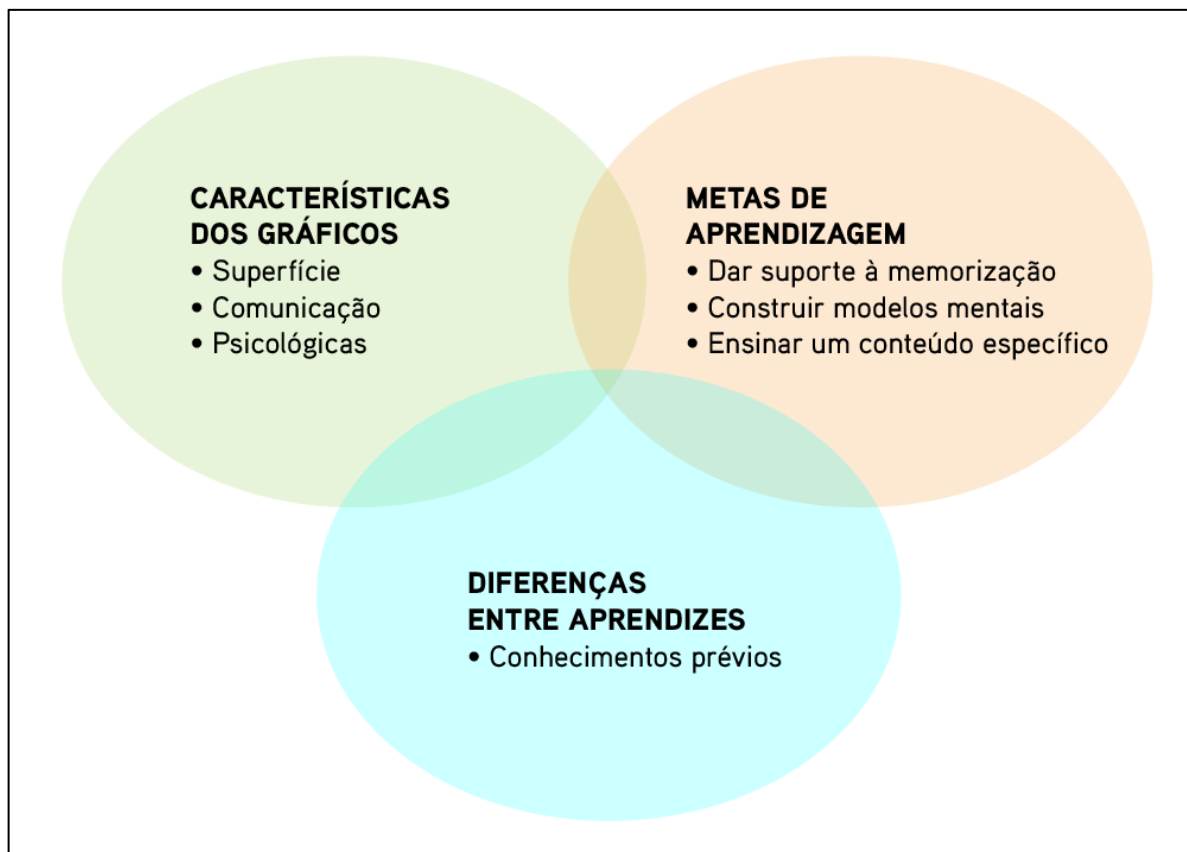 CARACTERÍSTICAS
DOS GRÁFICOS
• Superfície
• Comunicação
• Psicológicas
METAS DE
APRENDIZAGEM
• Dar suporte à memorização
• Construir modelos mentais
• Ensinar um conteúdo específico
DIFERENÇAS
ENTRE APRENDIZES
• Conhecimentos prévios